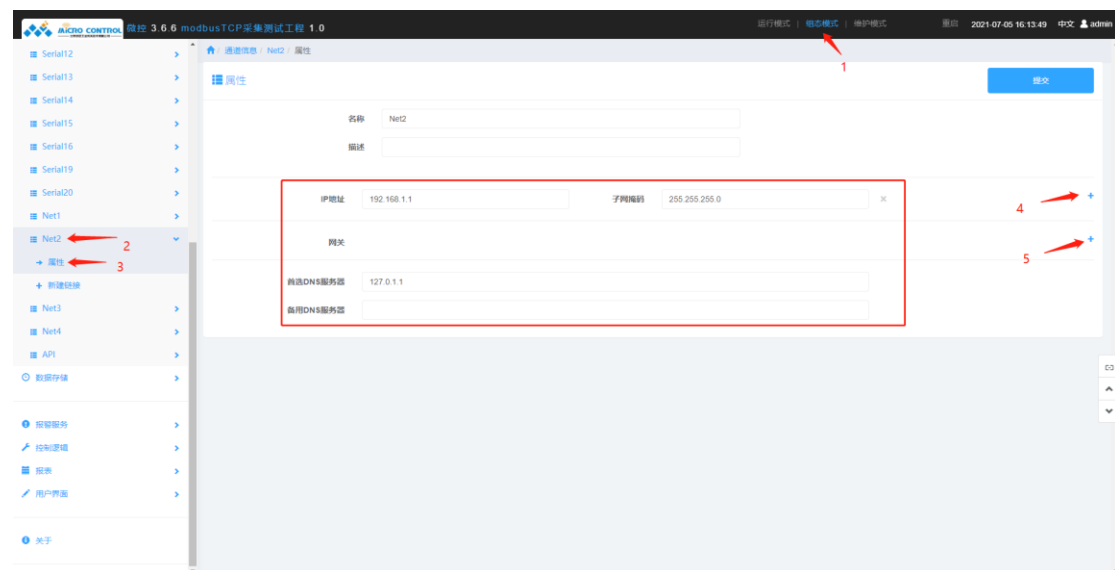 MiCRO CONTROL 微控 3.6.6 modbusTCP采集测试工程 1.0
运行模式 | 组态模式 | 维护模式 重启 2021-07-05 16:13:49 中文 admin
1
Serial12
Serial13
Serial14
Serial15
Serial16
Serial19
Serial20
Net1
Net2
2
属性
3
新建链接
Net3
Net4
API
数据存储
报警服务
控制逻辑
报表
用户界面
关于
/ 通道信息 / Net2 / 属性
属性
提交
名称 Net2
描述
IP地址 192.168.1.1 子网掩码 255.255.255.0 × +
4
网关 +
5
首选DNS服务器 127.0.1.1
备用DNS服务器